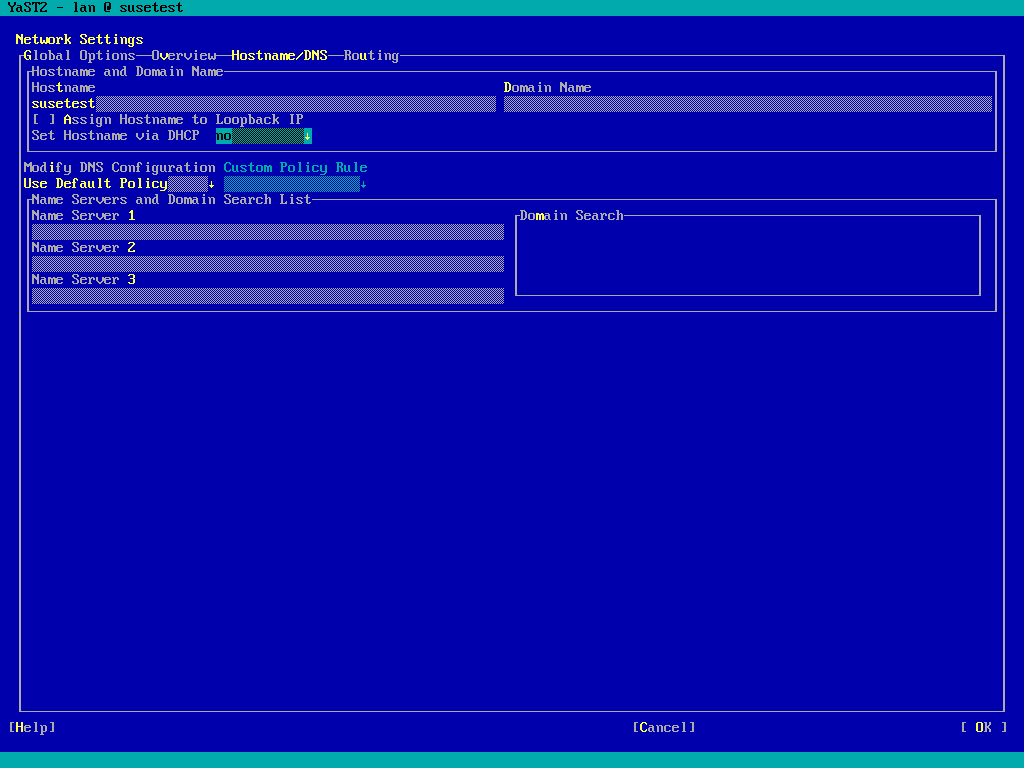 YaST2 - lan @ susetest
Network Settings
Global Options Overview Hostname/DNS Routing
Hostname and Domain Name
Hostname Domain Name
susetest
[ ] Assign Hostname to Loopback IP
Set Hostname via DHCP no ↓
Modify DNS Configuration Custom Policy Rule
Use Default Policy ↓ ↓
Name Servers and Domain Search List
Name Server 1 Domain Search
Name Server 2
Name Server 3
[Help] [Cancel] [ OK ]